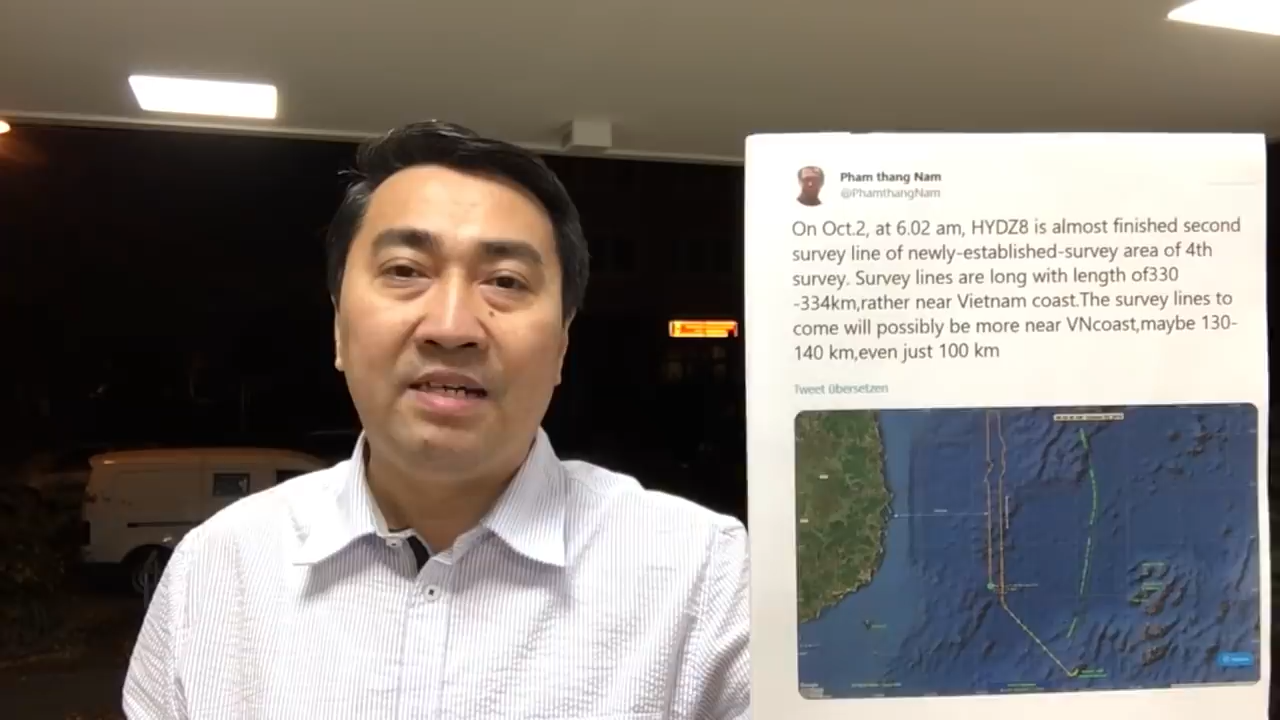 Pham thang Nam
@PhamthangNam
On Oct.2, at 6.02 am, HYDZ8 is almost finished second
survey line of newly-established-survey area of 4th
survey. Survey lines are long with length of330
-334km,rather near Vietnam coast.The survey lines to
come will possibly be more near VNcoast,maybe 130-
140 km,even just 100 km
Tweet übersetzen